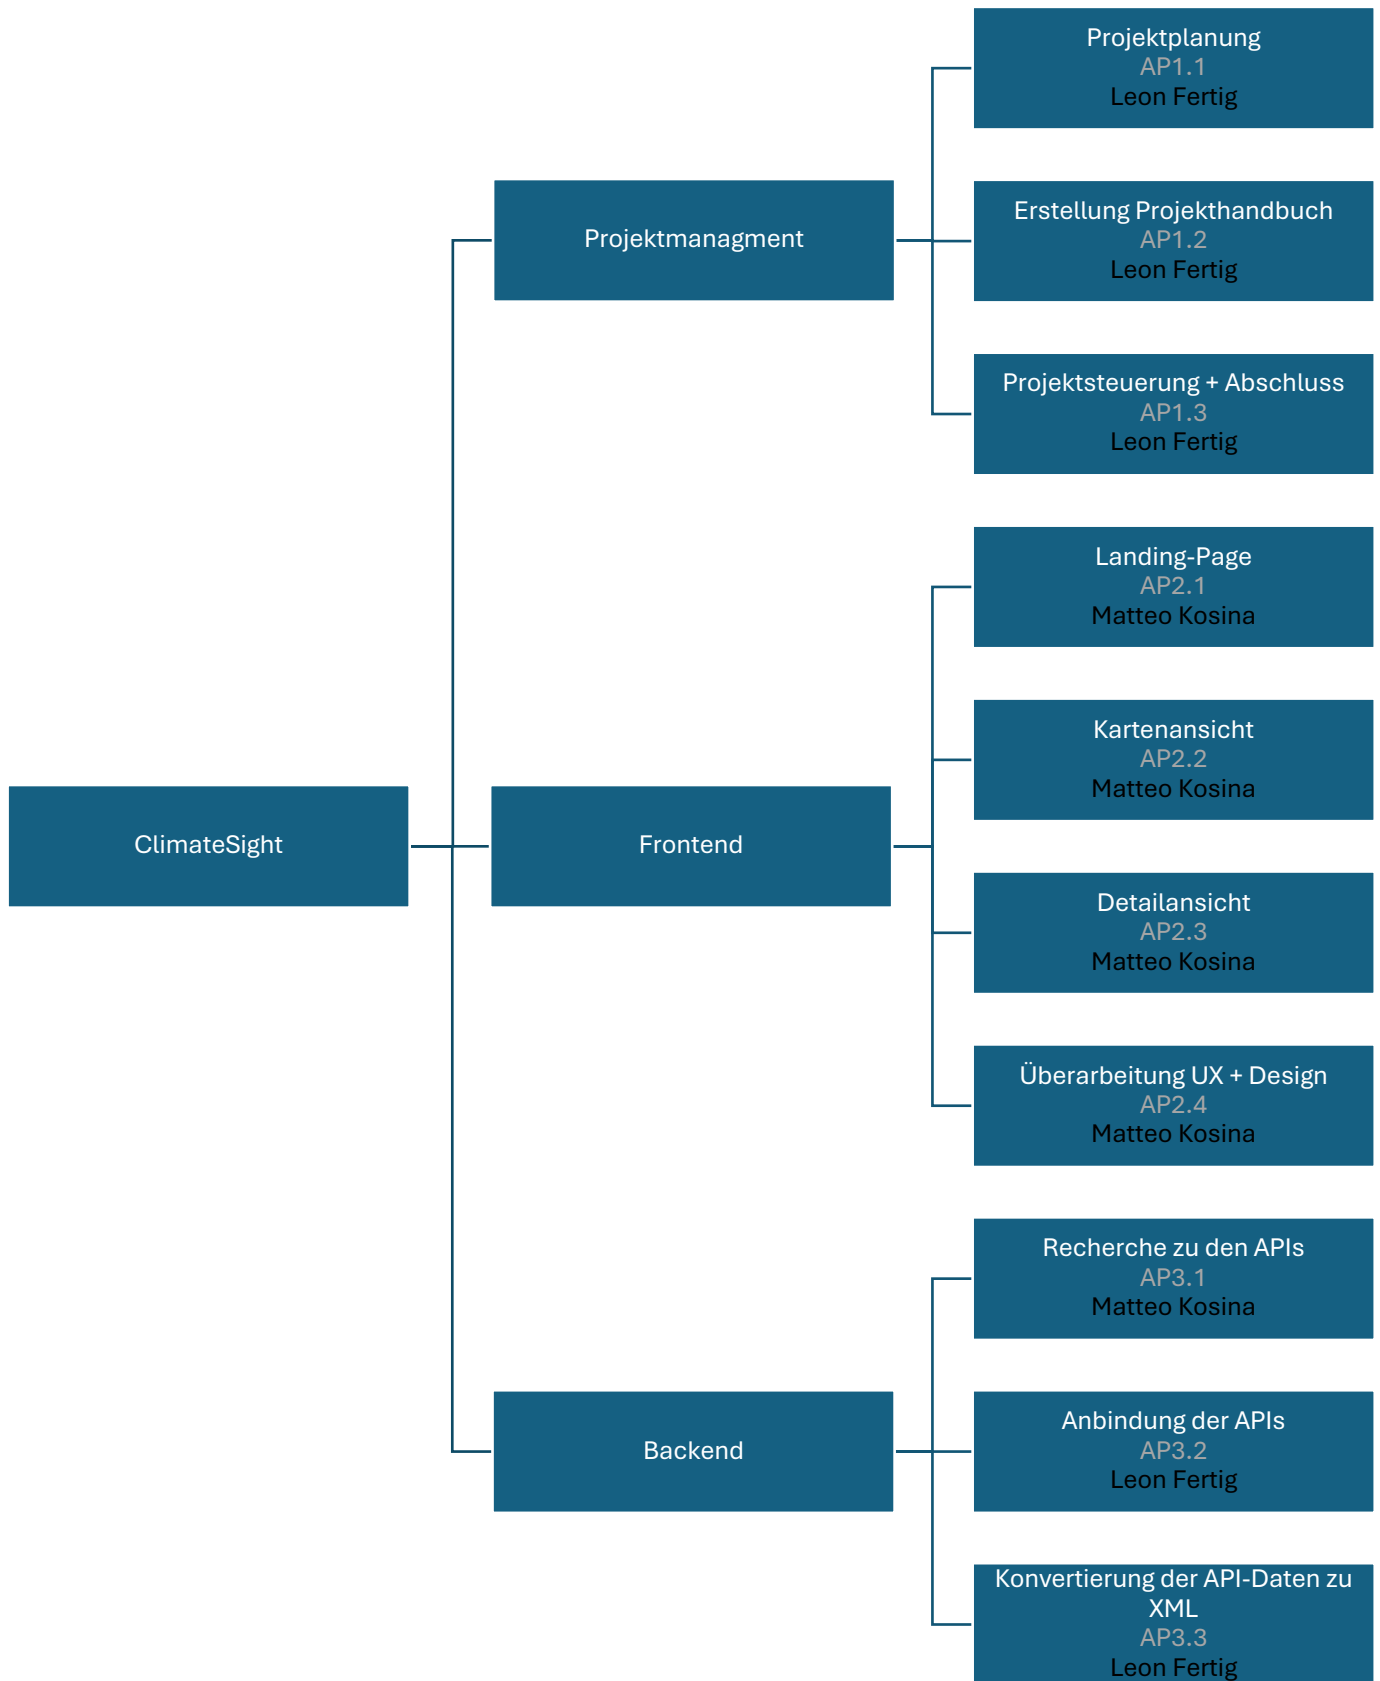 ClimateSight
Projektmanagment
Projektplanung
AP1.1
Leon Fertig
Erstellung Projekthandbuch
AP1.2
Leon Fertig
Projektsteuerung + Abschluss
AP1.3
Leon Fertig
Frontend
Landing-Page
AP2.1
Matteo Kosina
Kartenansicht
AP2.2
Matteo Kosina
Detailansicht
AP2.3
Matteo Kosina
Überarbeitung UX + Design
AP2.4
Matteo Kosina
Backend
Recherche zu den APIs
AP3.1
Matteo Kosina
Anbindung der APIs
AP3.2
Leon Fertig
Konvertierung der API-Daten zu
XML
AP3.3
Leon Fertig